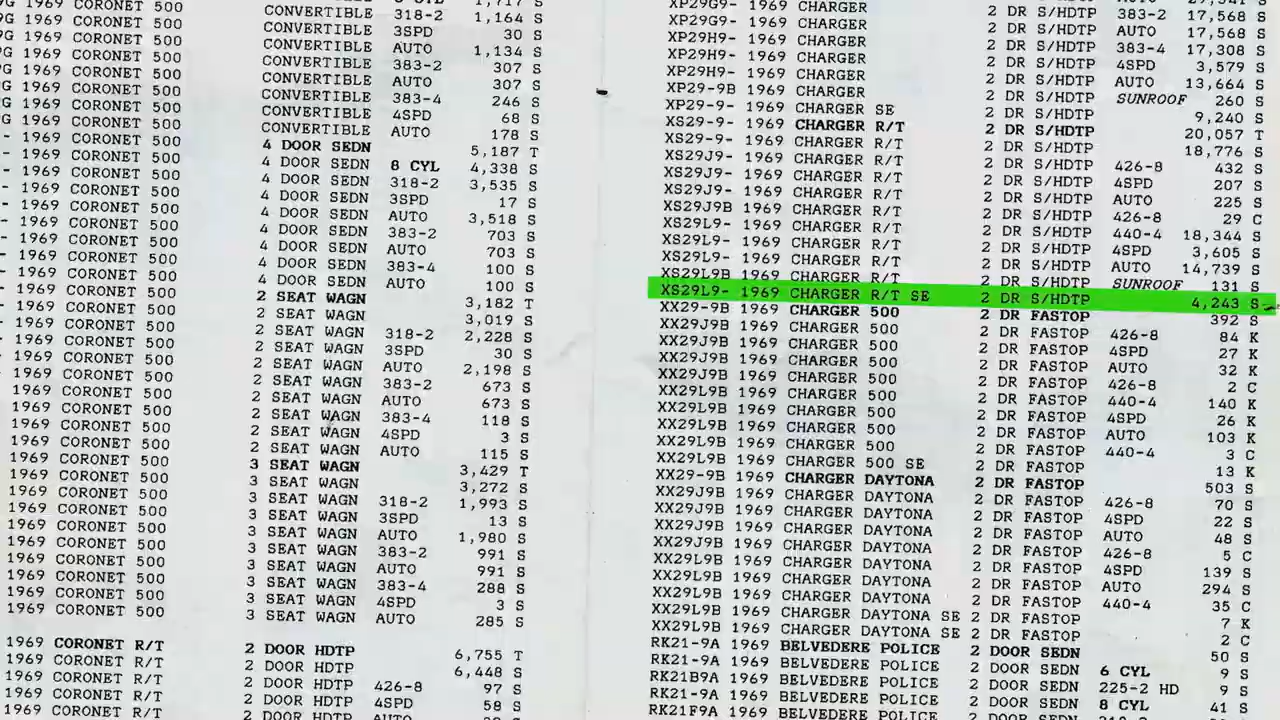 CONVERTIBLE
1969 CORONET 500 CONVERTIBLE 318-2 1,164 S
1969 CORONET 500 CONVERTIBLE 3SPD 30 S
1969 CORONET 500 CONVERTIBLE AUTO 1,134 S
1969 CORONET 500 CONVERTIBLE 383-2 307 S
1969 CORONET 500 CONVERTIBLE AUTO 307 S
1969 CORONET 500 CONVERTIBLE 383-4 246 S
1969 CORONET 500 CONVERTIBLE 4SPD 68 S
1969 CORONET 500 CONVERTIBLE AUTO 178 S
1969 CORONET 500 4 DOOR SEDN 5,187 T
1969 CORONET 500 4 DOOR SEDN 8 CYL 4,338 S
1969 CORONET 500 4 DOOR SEDN 318-2 3,535 S
1969 CORONET 500 4 DOOR SEDN 3SPD 17 S
1969 CORONET 500 4 DOOR SEDN AUTO 3,518 S
1969 CORONET 500 4 DOOR SEDN 383-2 703 S
1969 CORONET 500 4 DOOR SEDN AUTO 703 S
1969 CORONET 500 4 DOOR SEDN 383-4 100 S
1969 CORONET 500 4 DOOR SEDN AUTO 100 S
1969 CORONET 500 2 SEAT WAGN 3,182 T
1969 CORONET 500 2 SEAT WAGN 3,019 S
1969 CORONET 500 2 SEAT WAGN 318-2 2,228 S
1969 CORONET 500 2 SEAT WAGN 3SPD 30 S
1969 CORONET 500 2 SEAT WAGN AUTO 2,198 S
1969 CORONET 500 2 SEAT WAGN 383-2 673 S
1969 CORONET 500 2 SEAT WAGN AUTO 673 S
1969 CORONET 500 2 SEAT WAGN 383-4 118 S
1969 CORONET 500 2 SEAT WAGN 4SPD 3 S
1969 CORONET 500 2 SEAT WAGN AUTO 115 S
1969 CORONET 500 3 SEAT WAGN 3,429 T
1969 CORONET 500 3 SEAT WAGN 3,272 S
1969 CORONET 500 3 SEAT WAGN 318-2 1,993 S
1969 CORONET 500 3 SEAT WAGN 3SPD 13 S
1969 CORONET 500 3 SEAT WAGN AUTO 1,980 S
1969 CORONET 500 3 SEAT WAGN 383-2 991 S
1969 CORONET 500 3 SEAT WAGN AUTO 991 S
1969 CORONET 500 3 SEAT WAGN 383-4 288 S
1969 CORONET 500 3 SEAT WAGN 4SPD 3 S
1969 CORONET 500 3 SEAT WAGN AUTO 285 S
1969 CORONET R/T 2 DOOR HDTP 6,755 T
1969 CORONET R/T 2 DOOR HDTP 6,448 S
1969 CORONET R/T 2 DOOR HDTP 426-8 97 S
1969 CORONET R/T 2 DOOR HDTP 4SPD 58 S
1969 CORONET R/T 2 DOOR HDTP AUTO
XP29G9- 1969 CHARGER 2 DR S/HDTP 383-2 17,568 S
XP29G9- 1969 CHARGER 2 DR S/HDTP AUTO 17,568 S
XP29H9- 1969 CHARGER 2 DR S/HDTP 383-4 17,308 S
XP29H9- 1969 CHARGER 2 DR S/HDTP 4SPD 3,579 S
XP29H9- 1969 CHARGER 2 DR S/HDTP AUTO 13,664 S
XP29-9B 1969 CHARGER 2 DR S/HDTP SUNROOF 260 S
XP29-9- 1969 CHARGER SE 2 DR S/HDTP 9,240 S
XS29-9- 1969 CHARGER R/T 2 DR S/HDTP 20,057 T
XS29-9- 1969 CHARGER R/T 2 DR S/HDTP 18,776 S
XS29J9- 1969 CHARGER R/T 2 DR S/HDTP 426-8 432 S
XS29J9- 1969 CHARGER R/T 2 DR S/HDTP 4SPD 207 S
XS29J9- 1969 CHARGER R/T 2 DR S/HDTP AUTO 225 S
XS29J9- 1969 CHARGER R/T 2 DR S/HDTP 426-8 29 C
XS29L9- 1969 CHARGER R/T 2 DR S/HDTP 440-4 18,344 S
XS29L9- 1969 CHARGER R/T 2 DR S/HDTP 4SPD 3,605 S
XS29L9- 1969 CHARGER R/T 2 DR S/HDTP AUTO 14,739 S
XS29L9B 1969 CHARGER R/T 2 DR S/HDTP SUNROOF 131 S
XS29L9- 1969 CHARGER R/T SE 2 DR S/HDTP 4,243 S
XX29-9B 1969 CHARGER 500 2 DR FASTOP 392 S
XX29J9B 1969 CHARGER 500 2 DR FASTOP 426-8 84 K
XX29J9B 1969 CHARGER 500 2 DR FASTOP 4SPD 27 K
XX29J9B 1969 CHARGER 500 2 DR FASTOP AUTO 32 K
XX29J9B 1969 CHARGER 500 2 DR FASTOP 426-8 2 C
XX29L9B 1969 CHARGER 500 2 DR FASTOP 440-4 140 K
XX29L9B 1969 CHARGER 500 2 DR FASTOP 4SPD 26 K
XX29L9B 1969 CHARGER 500 2 DR FASTOP AUTO 103 K
XX29L9B 1969 CHARGER 500 2 DR FASTOP 440-4 3 C
XX29L9B 1969 CHARGER 500 SE 2 DR FASTOP 13 K
XX29-9B 1969 CHARGER DAYTONA 2 DR FASTOP 503 S
XX29J9B 1969 CHARGER DAYTONA 2 DR FASTOP 426-8 70 S
XX29J9B 1969 CHARGER DAYTONA 2 DR FASTOP 4SPD 22 S
XX29J9B 1969 CHARGER DAYTONA 2 DR FASTOP AUTO 48 S
XX29J9B 1969 CHARGER DAYTONA 2 DR FASTOP 426-8 5 C
XX29L9B 1969 CHARGER DAYTONA 2 DR FASTOP 4SPD 139 S
XX29L9B 1969 CHARGER DAYTONA 2 DR FASTOP AUTO 294 S
XX29L9B 1969 CHARGER DAYTONA 2 DR FASTOP 440-4 35 C
XX29L9B 1969 CHARGER DAYTONA SE 2 DR FASTOP 7 K
XX29L9B 1969 CHARGER DAYTONA SE 2 DR FASTOP 2 C
RK21-9A 1969 BELVEDERE POLICE 2 DOOR SEDN 50 S
RK21-9A 1969 BELVEDERE POLICE 2 DOOR SEDN 6 CYL 9 S
RK21B9A 1969 BELVEDERE POLICE 2 DOOR SEDN 225-2 HD 9 S
RK21-9A 1969 BELVEDERE POLICE 2 DOOR SEDN 8 CYL 41 S
RK21F9A 1969 BELVEDERE POLICE